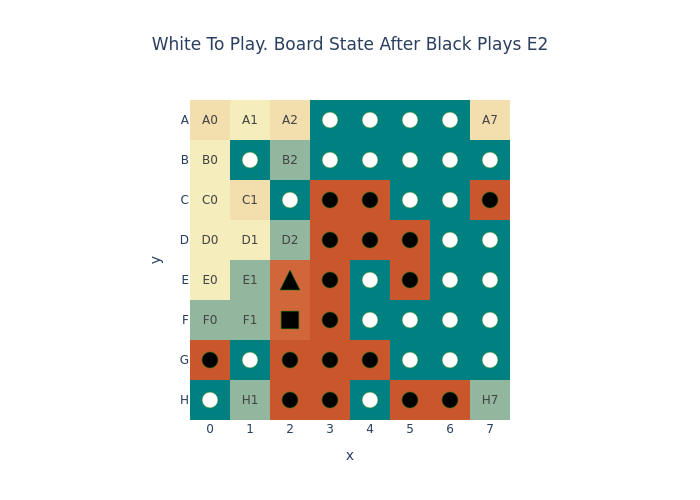 White To Play. Board State After Black Plays E2
A A0 A1 A2 A7
B B0 B2
C C0 C1
D D0 D1 D2
E E0 E1
F F0 F1
G
H H1 H7
0 1 2 3 4 5 6 7
x
y